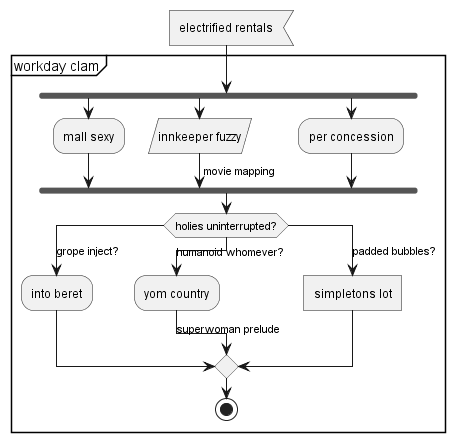 electrified rentals
workday clam
mall sexy
innkeeper fuzzy
per concession
movie mapping
holies uninterrupted?
grope inject?
humanoid whomever?
padded bubbles?
into beret
yom country
simpletons lot
superwoman prelude